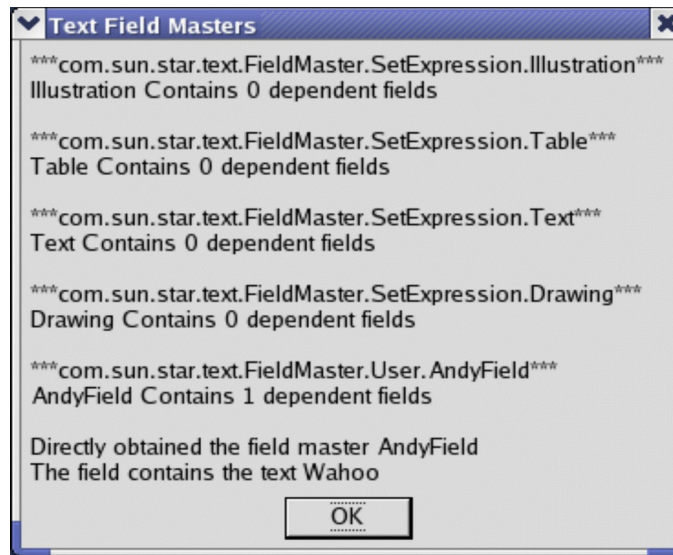 Text Field Masters
***com.sun.star.text.FieldMaster.SetExpression.Illustration***
Illustration Contains 0 dependent fields
***com.sun.star.text.FieldMaster.SetExpression.Table***
Table Contains 0 dependent fields
***com.sun.star.text.FieldMaster.SetExpression.Text***
Text Contains 0 dependent fields
***com.sun.star.text.FieldMaster.SetExpression.Drawing***
Drawing Contains 0 dependent fields
***com.sun.star.text.FieldMaster.User.AndyField***
AndyField Contains 1 dependent fields
Directly obtained the field master AndyField
The field contains the text Wahoo
OK